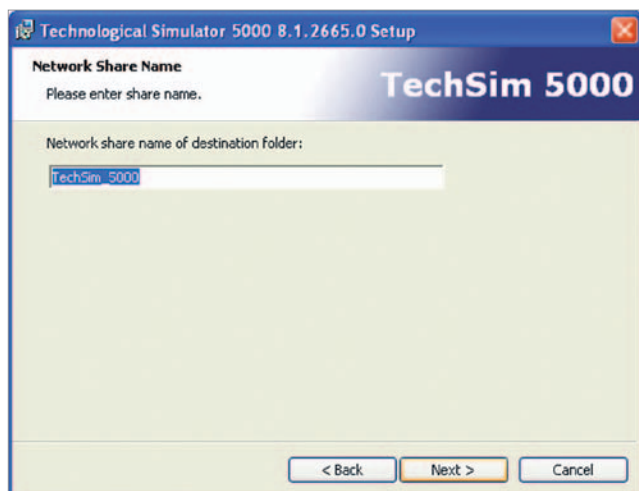 Technological Simulator 5000 8.1.2665.0 Setup
Network Share Name
Please enter share name.
TechSim 5000
Network share name of destination folder:
TechSim_5000
< Back
Next >
Cancel